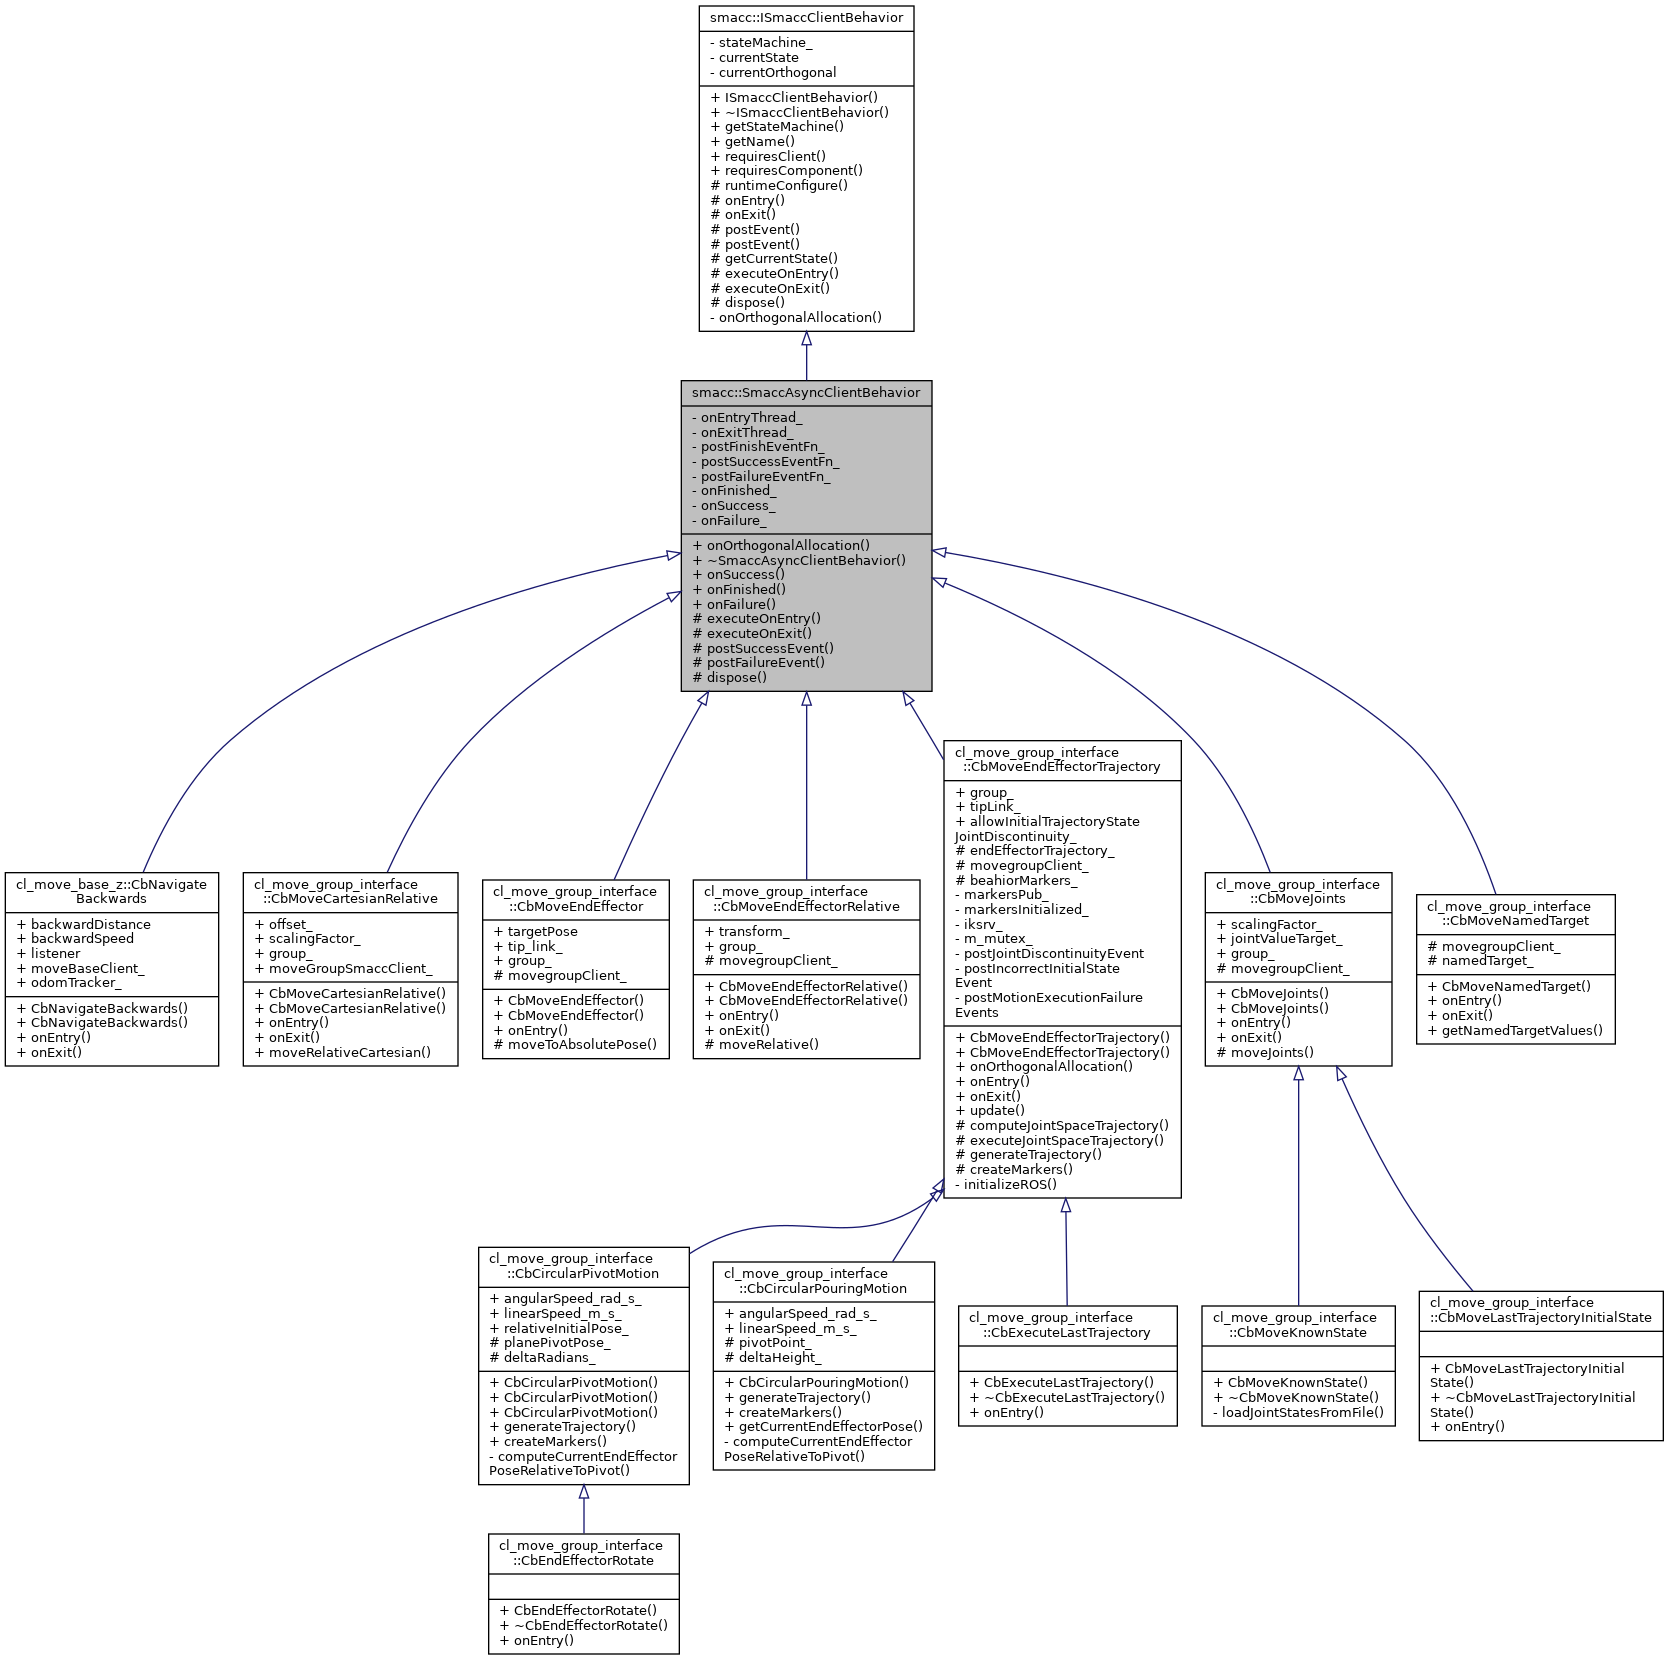 smacc::ISmaccClientBehavior
- stateMachine_
- currentState
- currentOrthogonal
+ ISmaccClientBehavior()
+ ~ISmaccClientBehavior()
+ getStateMachine()
+ getName()
+ requiresClient()
+ requiresComponent()
# runtimeConfigure()
# onEntry()
# onExit()
# postEvent()
# postEvent()
# getCurrentState()
# executeOnEntry()
# executeOnExit()
# dispose()
- onOrthogonalAllocation()
smacc::SmaccAsyncClientBehavior
- onEntryThread_
- onExitThread_
- postFinishEventFn_
- postSuccessEventFn_
- postFailureEventFn_
- onFinished_
- onSuccess_
- onFailure_
+ onOrthogonalAllocation()
+ ~SmaccAsyncClientBehavior()
+ onSuccess()
+ onFinished()
+ onFailure()
# executeOnEntry()
# executeOnExit()
# postSuccessEvent()
# postFailureEvent()
# dispose()
cl_move_base_z::CbNavigate
Backwards
+ backwardDistance
+ backwardSpeed
+ listener
+ moveBaseClient_
+ odomTracker_
+ CbNavigateBackwards()
+ CbNavigateBackwards()
+ onEntry()
+ onExit()
cl_move_group_interface
::CbMoveCartesianRelative
+ offset_
+ scalingFactor_
+ group_
+ moveGroupSmaccClient_
+ CbMoveCartesianRelative()
+ CbMoveCartesianRelative()
+ onEntry()
+ onExit()
+ moveRelativeCartesian()
cl_move_group_interface
::CbMoveEndEffector
+ targetPose
+ tip_link_
+ group_
# movegroupClient_
+ CbMoveEndEffector()
+ CbMoveEndEffector()
+ onEntry()
# moveToAbsolutePose()
cl_move_group_interface
::CbMoveEndEffectorRelative
+ transform_
+ group_
# movegroupClient_
+ CbMoveEndEffectorRelative()
+ CbMoveEndEffectorRelative()
+ onEntry()
+ onExit()
# moveRelative()
cl_move_group_interface
::CbMoveEndEffectorTrajectory
+ group_
+ tipLink_
+ allowInitialTrajectoryState
JointDiscontinuity_
# endEffectorTrajectory_
# movegroupClient_
# beahiorMarkers_
- markersPub_
- markersInitialized_
- iksrv_
- m_mutex_
- postJointDiscontinuityEvent
- postIncorrectInitialState
Event
- postMotionExecutionFailure
Events
+ CbMoveEndEffectorTrajectory()
+ CbMoveEndEffectorTrajectory()
+ onOrthogonalAllocation()
+ onEntry()
+ onExit()
+ update()
# computeJointSpaceTrajectory()
# executeJointSpaceTrajectory()
# generateTrajectory()
# createMarkers()
- initializeROS()
cl_move_group_interface
::CbMoveJoints
+ scalingFactor_
+ jointValueTarget_
+ group_
# movegroupClient_
+ CbMoveJoints()
+ CbMoveJoints()
+ onEntry()
+ onExit()
# moveJoints()
cl_move_group_interface
::CbMoveNamedTarget
# movegroupClient_
# namedTarget_
+ CbMoveNamedTarget()
+ onEntry()
+ onExit()
+ getNamedTargetValues()
cl_move_group_interface
::CbCircularPivotMotion
+ angularSpeed_rad_s_
+ linearSpeed_m_s_
+ relativeInitialPose_
# planePivotPose_
# deltaRadians_
+ CbCircularPivotMotion()
+ CbCircularPivotMotion()
+ CbCircularPivotMotion()
+ generateTrajectory()
+ createMarkers()
- computeCurrentEndEffector
PoseRelativeToPivot()
cl_move_group_interface
::CbCircularPouringMotion
+ angularSpeed_rad_s_
+ linearSpeed_m_s_
# pivotPoint_
# deltaHeight_
+ CbCircularPouringMotion()
+ generateTrajectory()
+ createMarkers()
+ getCurrentEndEffectorPose()
- computeCurrentEndEffector
PoseRelativeToPivot()
cl_move_group_interface
::CbExecuteLastTrajectory
+ CbExecuteLastTrajectory()
+ ~CbExecuteLastTrajectory()
+ onEntry()
cl_move_group_interface
::CbMoveKnownState
+ CbMoveKnownState()
+ ~CbMoveKnownState()
- loadJointStatesFromFile()
cl_move_group_interface
::CbMoveLastTrajectoryInitialState
+ CbMoveLastTrajectoryInitial
State()
+ ~CbMoveLastTrajectoryInitial
State()
+ onEntry()
cl_move_group_interface
::CbEndEffectorRotate
+ CbEndEffectorRotate()
+ ~CbEndEffectorRotate()
+ onEntry()